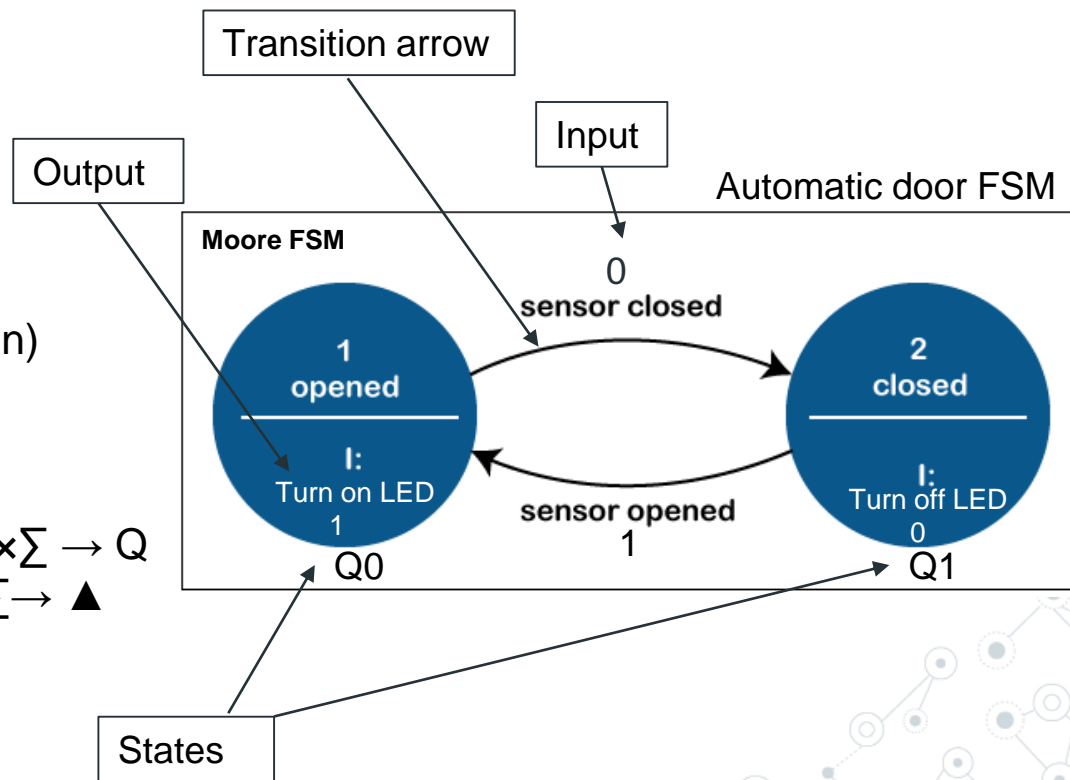 Transition arrow
Input
Output
Automatic door FSM
Moore FSM
0
sensor closed
n)
1
opened
2
closed
I:
Turn on LED
1
I:
Turn off LED
0
sensor opened
1
×∑ → Q
∑→ ▲
Q0
Q1
States